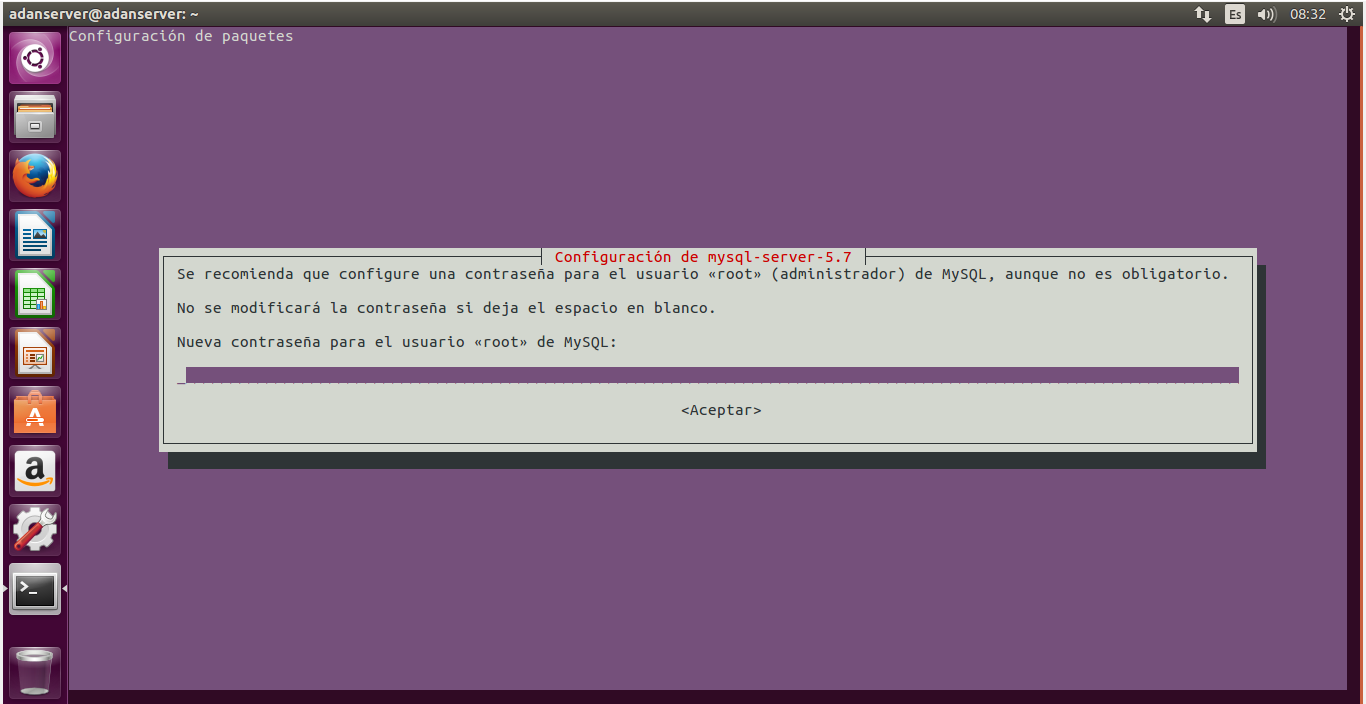 adanserver@adanserver: ~
Es
08:32
Configuración de paquetes
Configuración de mysql-server-5.7
Se recomienda que configure una contraseña para el usuario «root» (administrador) de MySQL, aunque no es obligatorio.
No se modificará la contraseña si deja el espacio en blanco.
Nueva contraseña para el usuario «root» de MySQL:
<Aceptar>